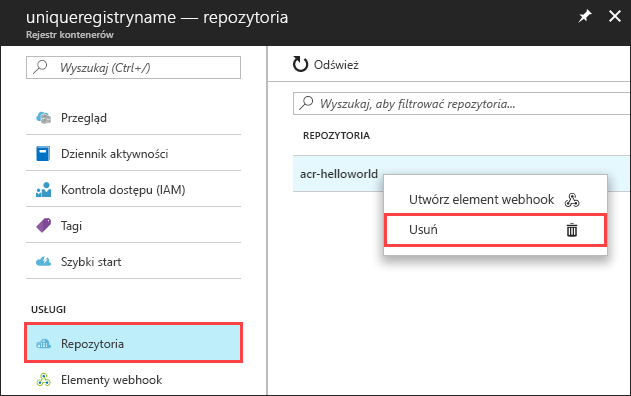 uniqueregistryname — repozytoria
Rejestr kontenerów
Wyszukaj (Ctrl+/)
Przegląd
Dziennik aktywności
Kontrola dostępu (IAM)
Tagi
Szybki start
USŁUGI
Repozytoria
Elementy webhook
Odśwież
Wyszukaj, aby filtrować repozytoria...
REPOZYTORIA
acr-helloworld
Utwórz element webhook
Usuń